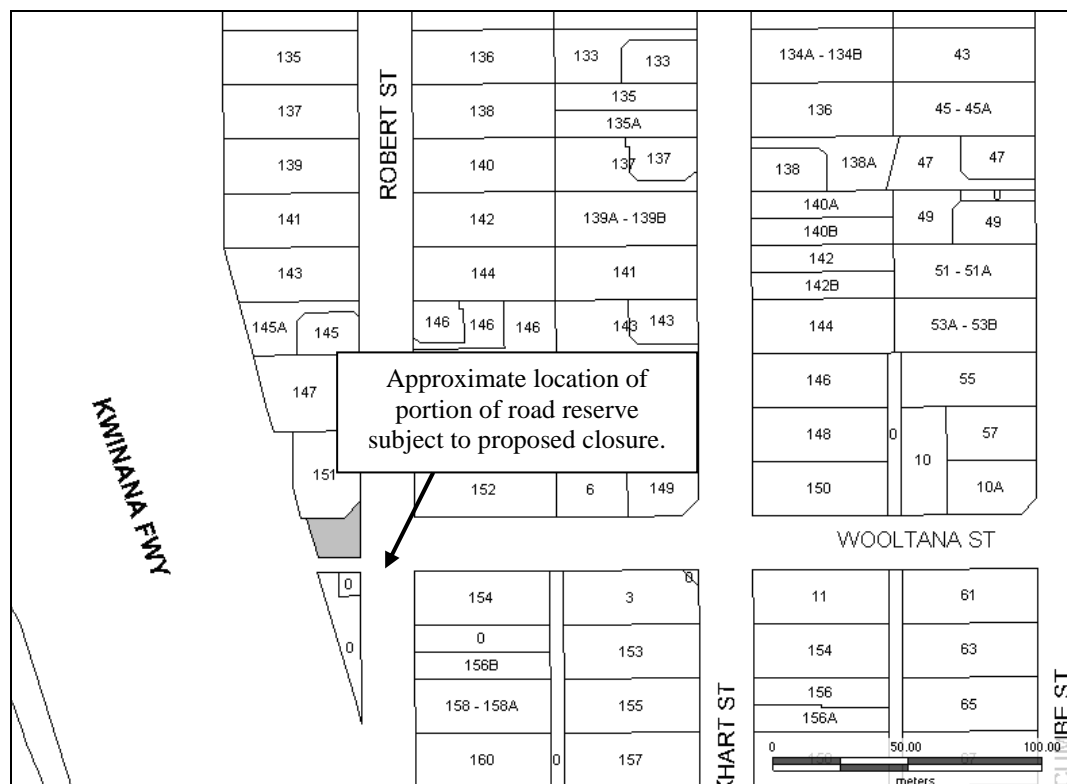 135
136
133
133
134A - 134B
43
ROBERT ST
137
138
135
135A
136
45 - 45A
139
140
137
137
138
138A
47
47
141
142
139A - 139B
140A
140B
49
0
49
143
144
141
142
142B
51 - 51A
145A
145
146
146
146
143
143
144
53A - 53B
147
Approximate location of
portion of road reserve
subject to proposed closure.
146
55
KWINANA FWY
148
0
10
57
151
152
6
149
150
10A
WOOLTANA ST
0
0
154
3
0
11
61
0
156B
153
154
63
158 - 158A
155
156
156A
65
160
0
157
HART ST
0
50.00
100.00
meters